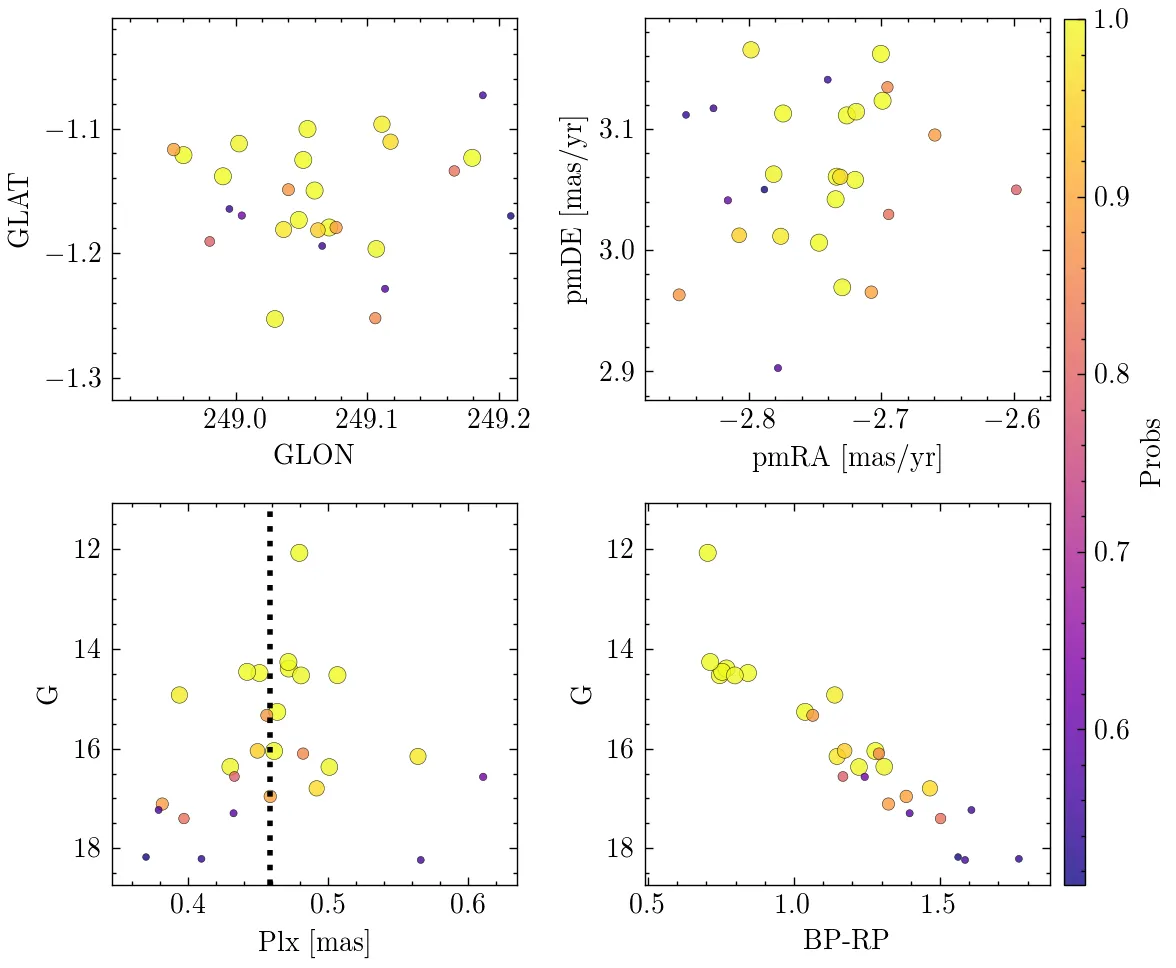 −1.1
−1.2
−1.3
GLAT
249.0 249.1 249.2
GLON
3.1
3.0
2.9
pmDE [mas/yr]
−2.8 −2.7 −2.6
pmRA [mas/yr]
12
14
16
18
G
0.4 0.5 0.6
Plx [mas]
12
14
16
18
G
0.5 1.0 1.5
BP-RP
1.0
0.9
0.8
0.7
0.6
Probs